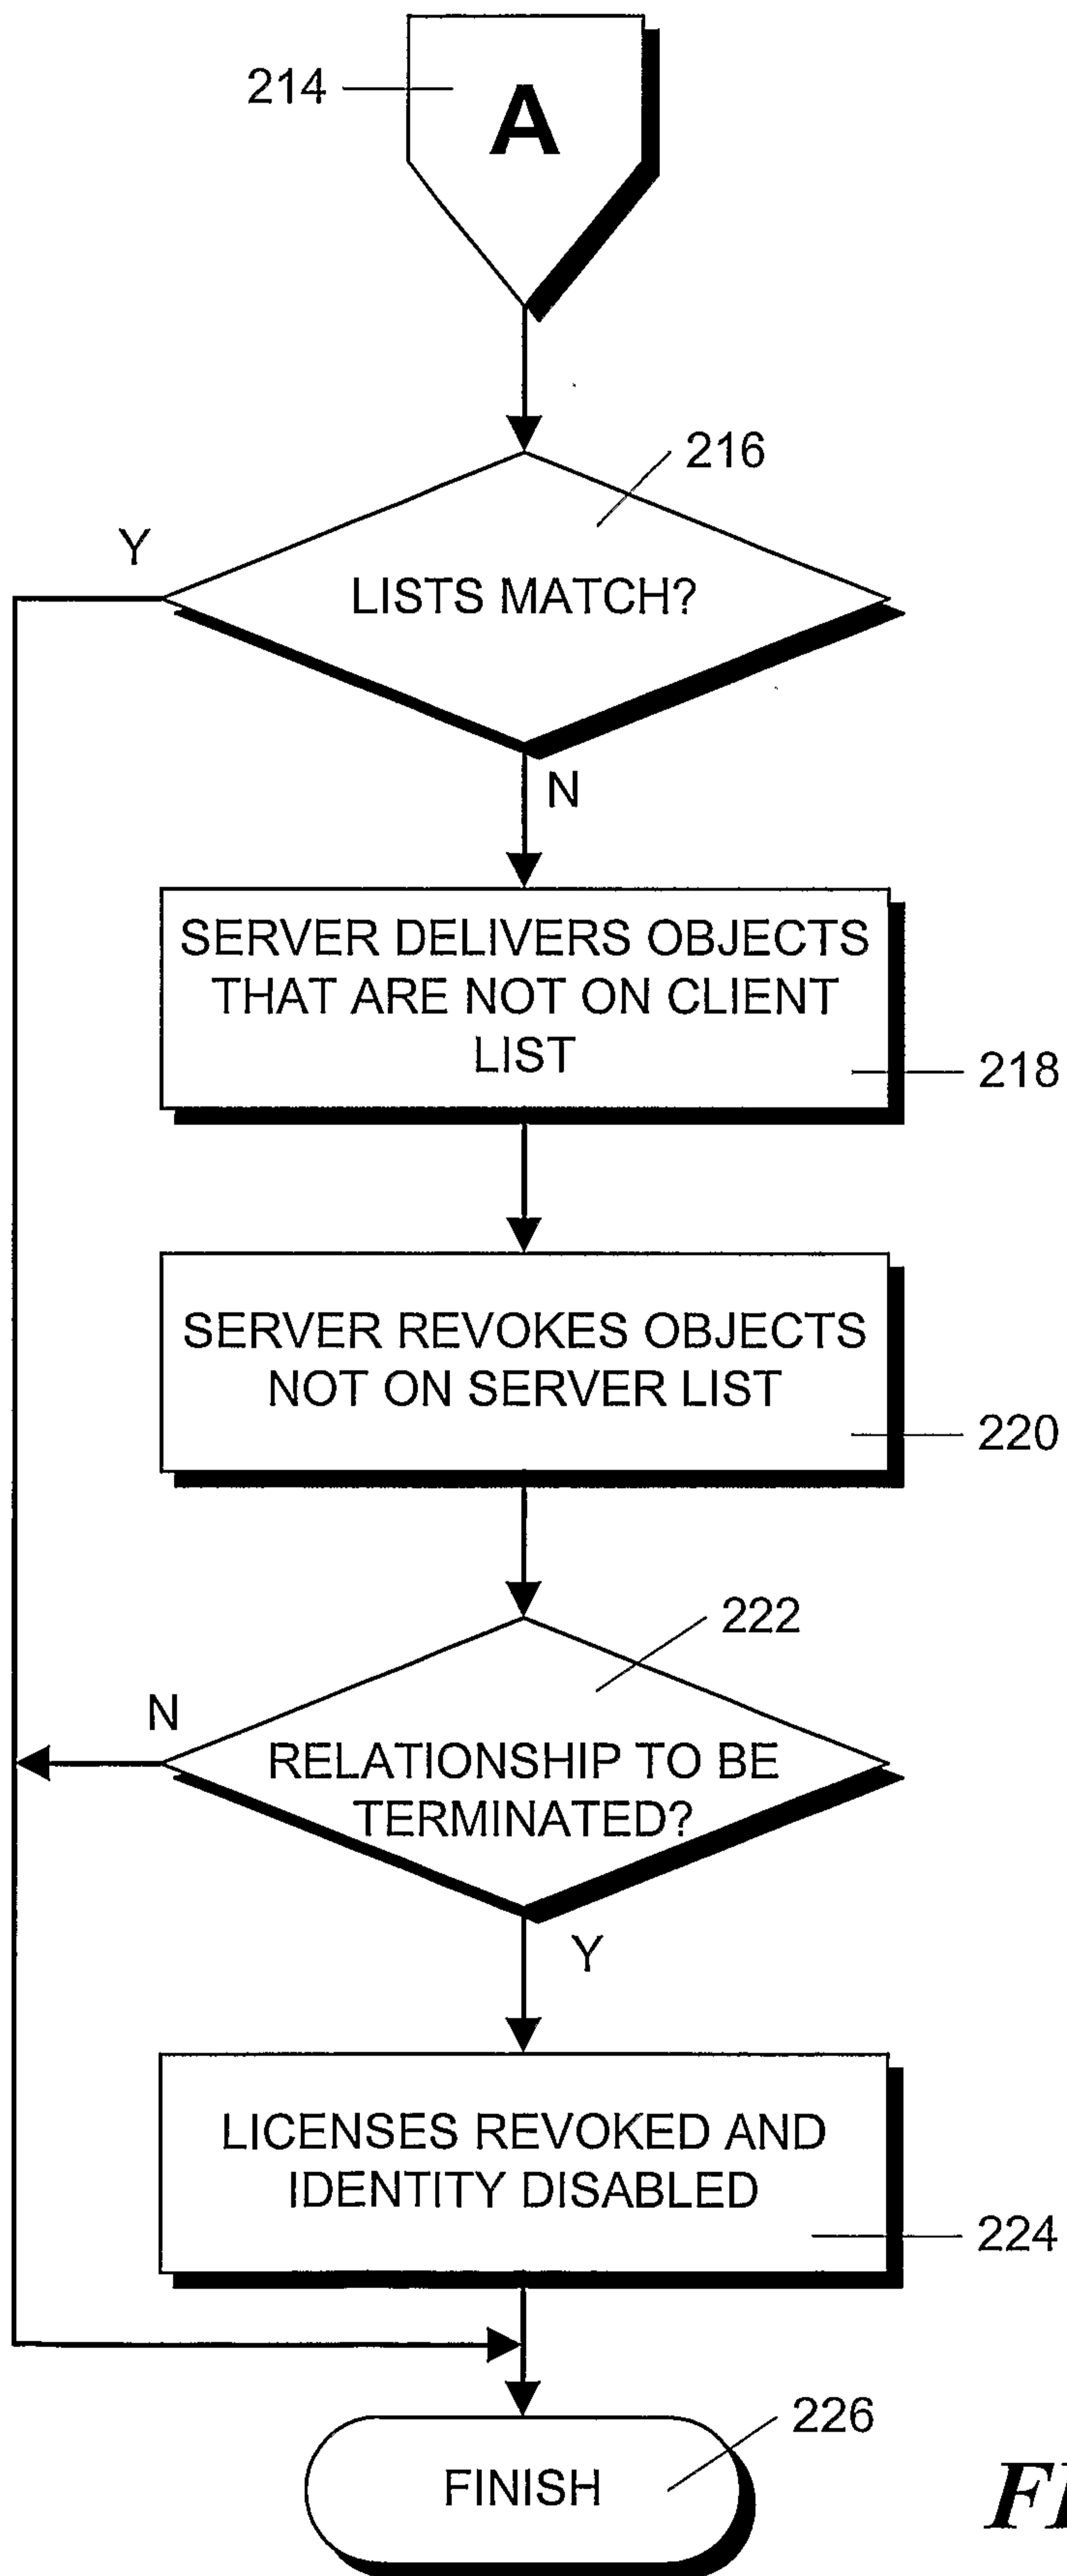 214
A
216
Y
LISTS MATCH?
N
SERVER DELIVERS OBJECTS
THAT ARE NOT ON CLIENT
LIST
218
SERVER REVOKES OBJECTS
NOT ON SERVER LIST
220
222
N
RELATIONSHIP TO BE
TERMINATED?
Y
LICENSES REVOKED AND
IDENTITY DISABLED
224
226
FINISH